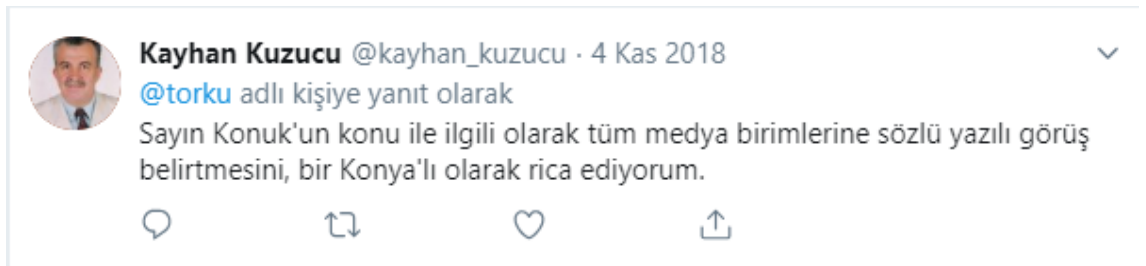 Kayhan Kuzucu @kayhan_kuzucu · 4 Kas 2018
@torku adlı kişiye yanıt olarak
Sayın Konuk'un konu ile ilgili olarak tüm medya birimlerine sözlü yazılı görüş
belirtmesini, bir Konya'lı olarak rica ediyorum.